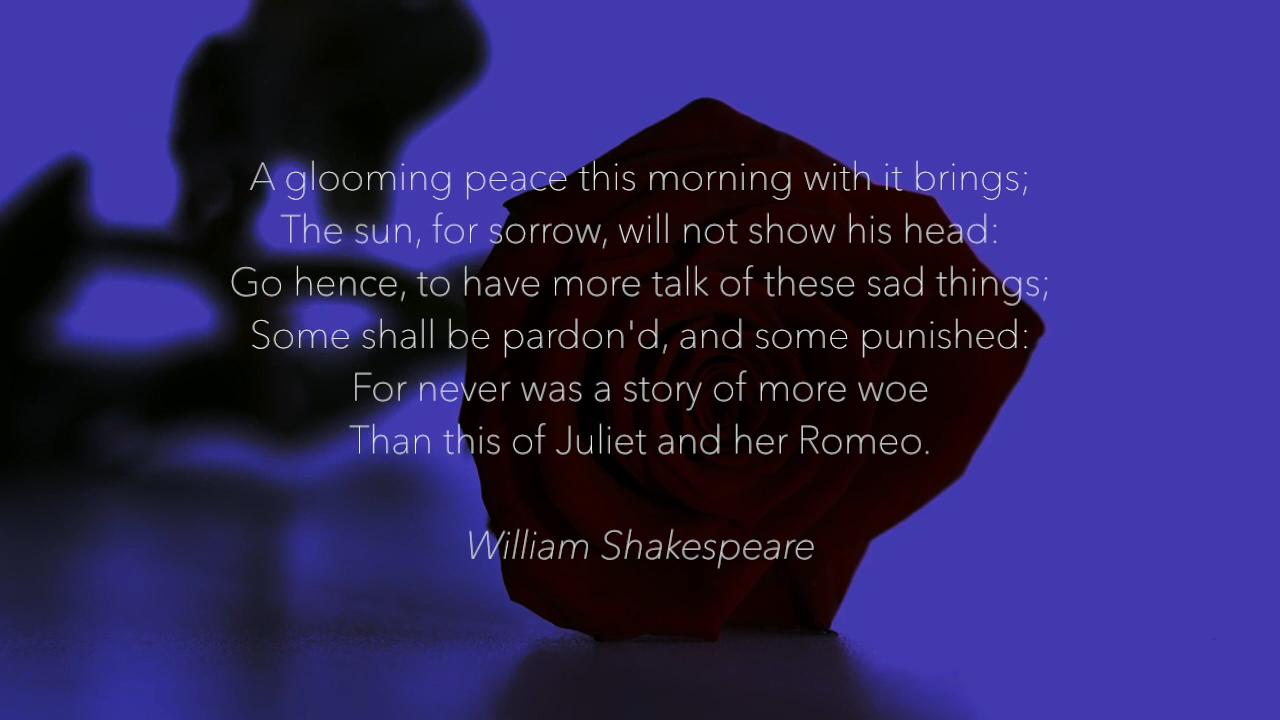 A glooming peace this morning with it brings;
The sun, for sorrow, will not show his head:
Go hence, to have more talk of these sad things;
Some shall be pardon'd, and some punished:
For never was a story of more woe
Than this of Juliet and her Romeo.
William Shakespeare